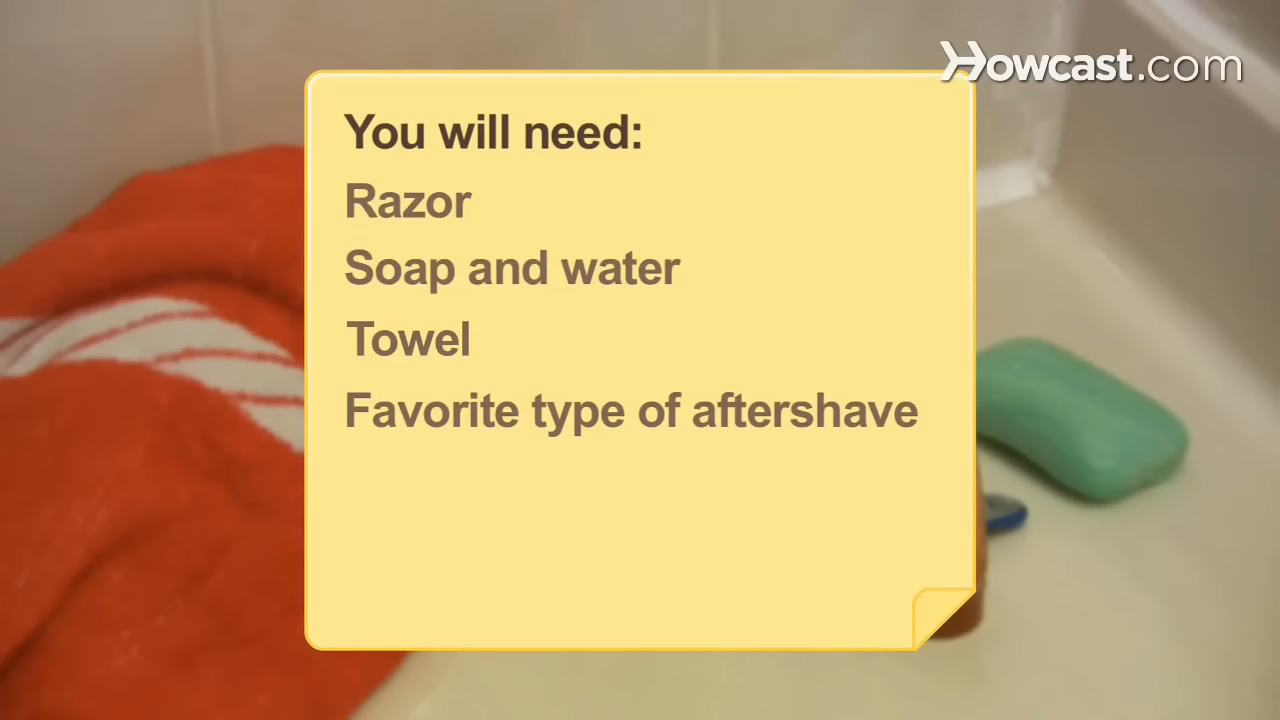 Howcast.com
You will need:
Razor
Soap and water
Towel
Favorite type of aftershave